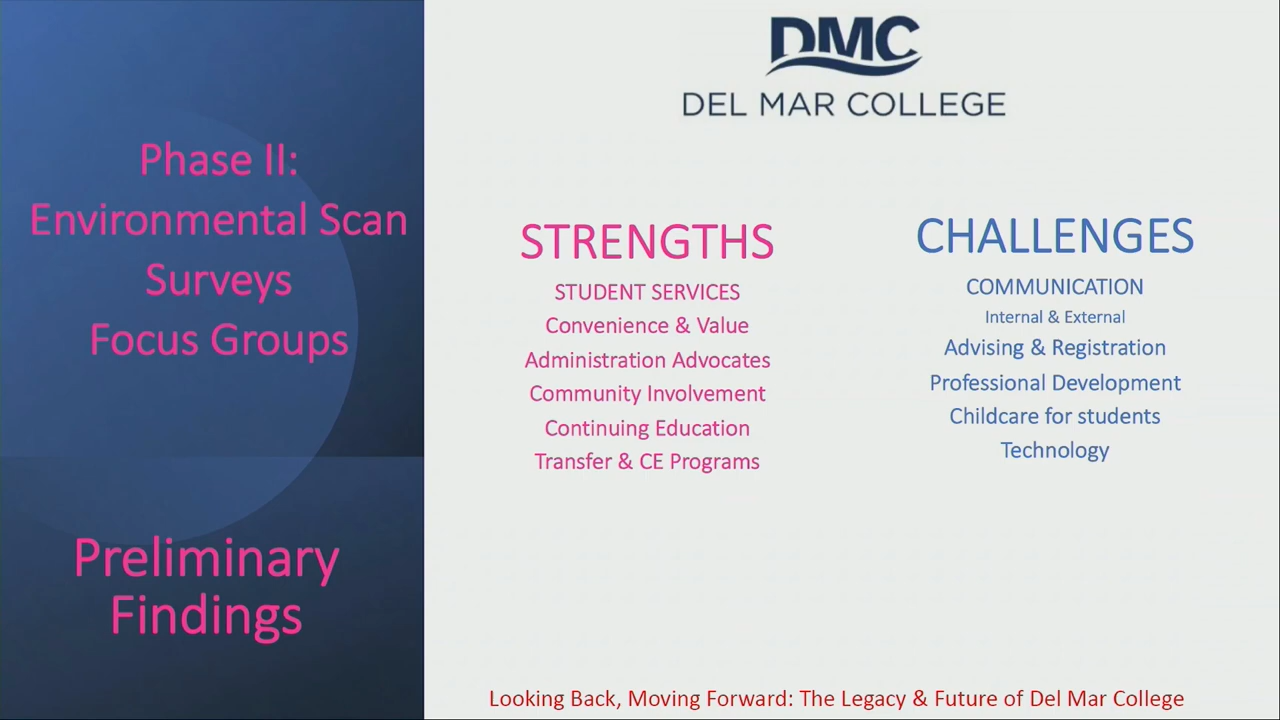 Phase II:
Environmental Scan
Surveys
Focus Groups
Preliminary
Findings
DMC
DEL MAR COLLEGE
STRENGTHS
STUDENT SERVICES
Convenience & Value
Administration Advocates
Community Involvement
Continuing Education
Transfer & CE Programs
CHALLENGES
COMMUNICATION
Internal & External
Advising & Registration
Professional Development
Childcare for students
Technology
Looking Back, Moving Forward: The Legacy & Future of Del Mar College